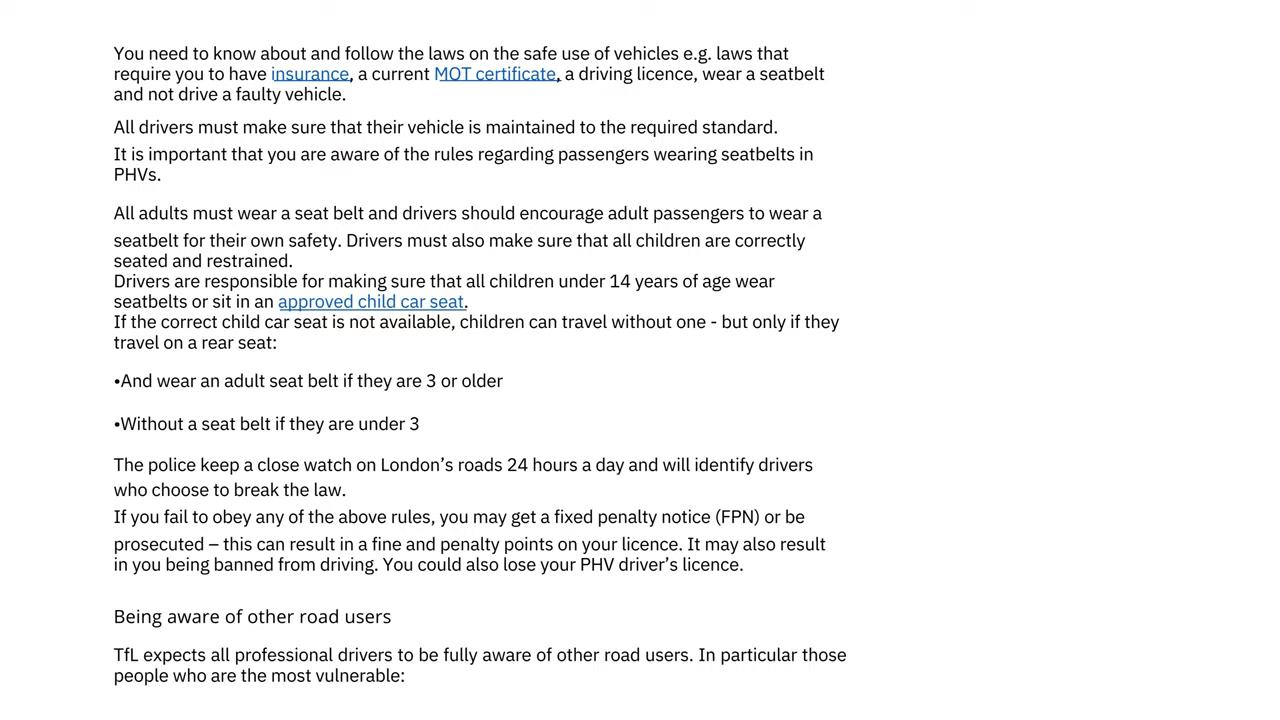 You need to know about and follow the laws on the safe use of vehicles e.g. laws that
require you to have insurance, a current MOT certificate, a driving licence, wear a seatbelt
and not drive a faulty vehicle.
All drivers must make sure that their vehicle is maintained to the required standard.
It is important that you are aware of the rules regarding passengers wearing seatbelts in
PHVs.
All adults must wear a seat belt and drivers should encourage adult passengers to wear a
seatbelt for their own safety. Drivers must also make sure that all children are correctly
seated and restrained.
Drivers are responsible for making sure that all children under 14 years of age wear
seatbelts or sit in an approved child car seat.
If the correct child car seat is not available, children can travel without one - but only if they
travel on a rear seat:
•And wear an adult seat belt if they are 3 or older
•Without a seat belt if they are under 3
The police keep a close watch on London’s roads 24 hours a day and will identify drivers
who choose to break the law.
If you fail to obey any of the above rules, you may get a fixed penalty notice (FPN) or be
prosecuted – this can result in a fine and penalty points on your licence. It may also result
in you being banned from driving. You could also lose your PHV driver’s licence.
Being aware of other road users
TfL expects all professional drivers to be fully aware of other road users. In particular those
people who are the most vulnerable: